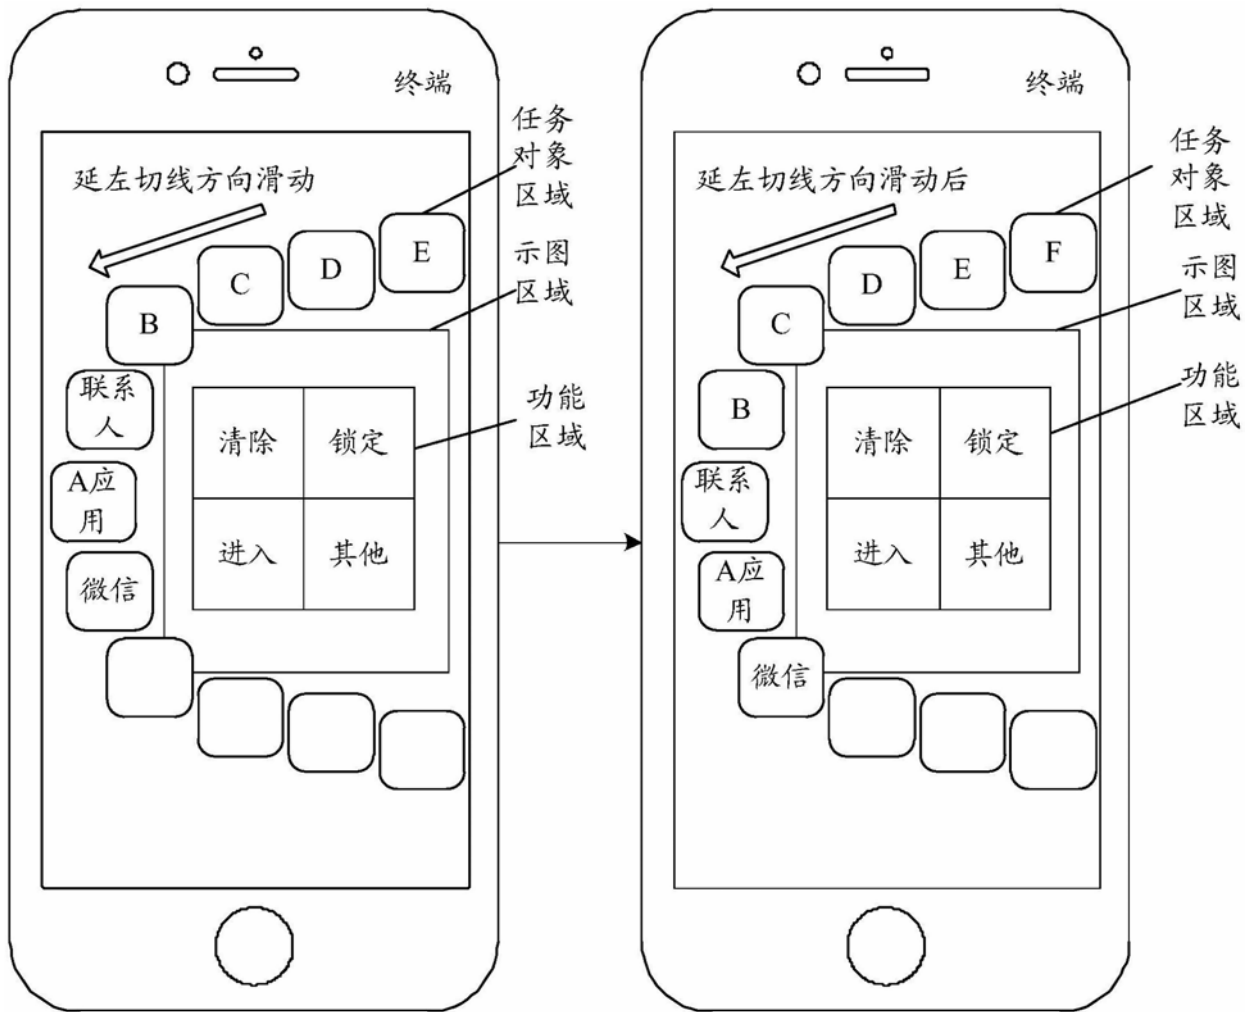 终端
任务
对象
区域
延左切线方向滑动
E
D
C
B
示图
区域
联系
人
清除
锁定
功能
区域
A应
用
进入
其他
微信
终端
任务
对象
区域
延左切线方向滑动后
F
E
D
C
示图
区域
B
清除
锁定
功能
区域
联系
人
进入
其他
A应
用
微信